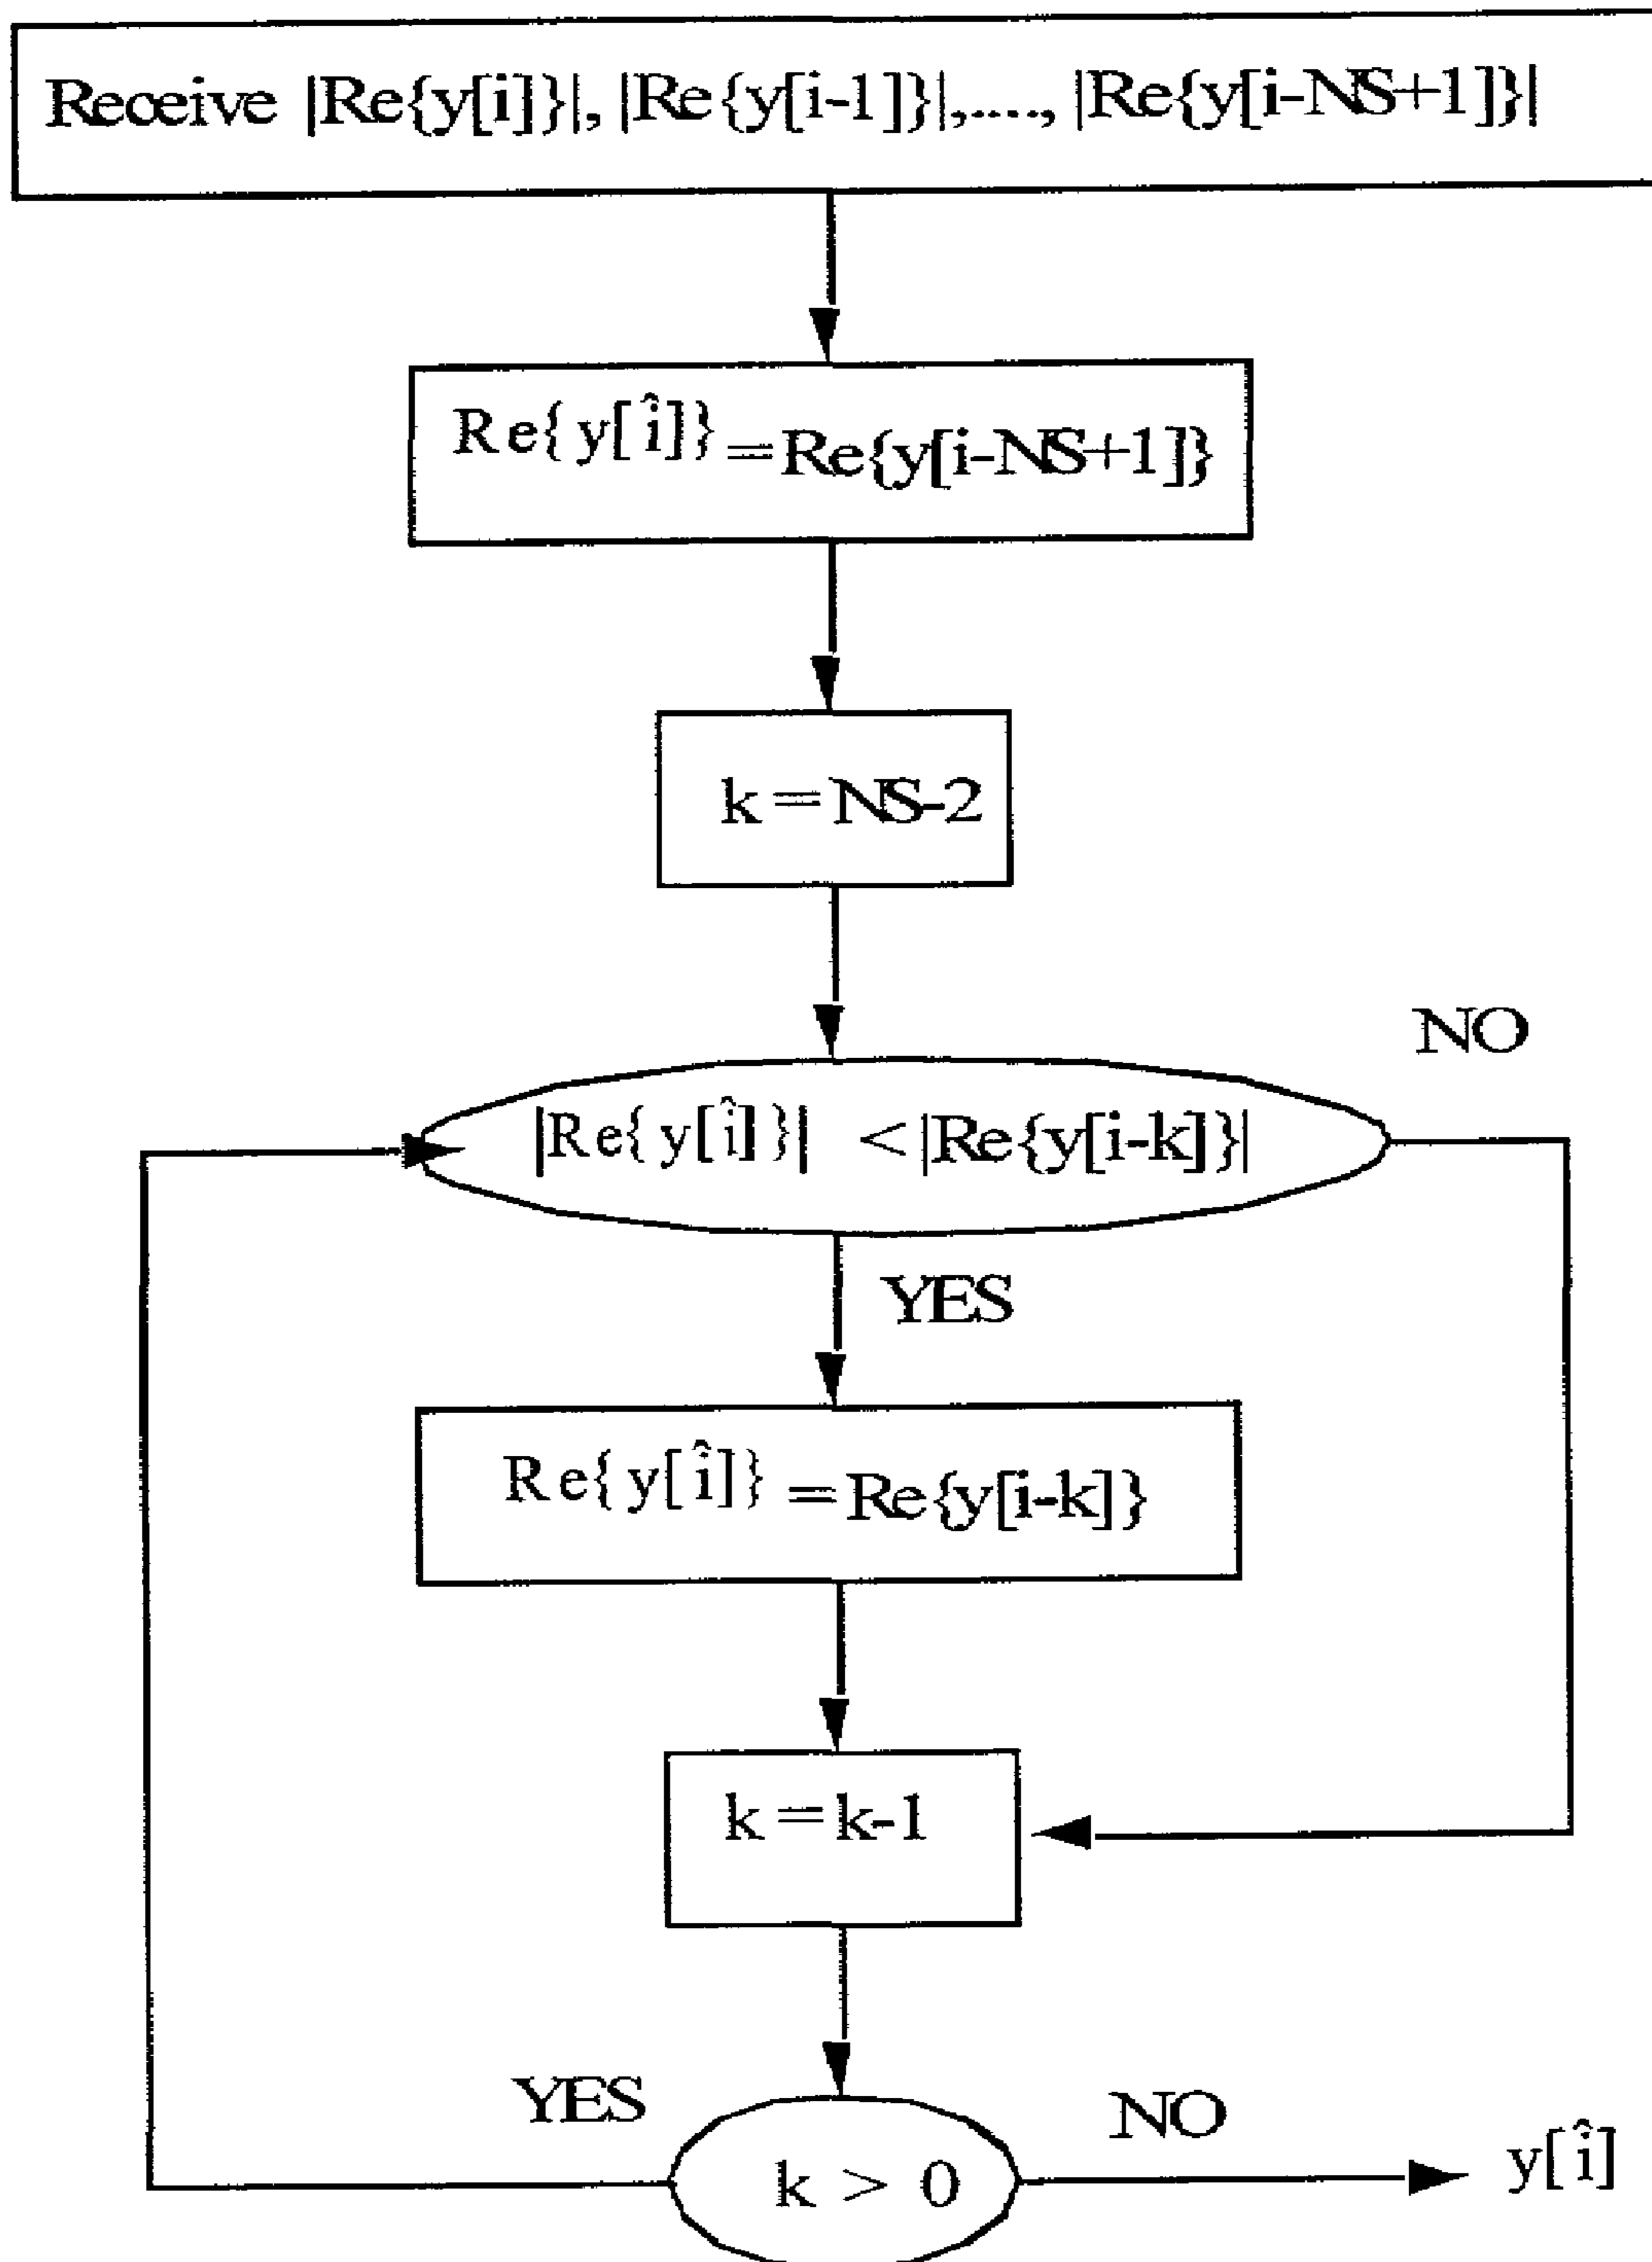 Receive |Re{y[i]}|, |Re{y[i-1]}|,...., |Re{y[i-NS+1]}|
Re{y[î]}=Re{y[i-NS+1]}
k=NS-2
NO
|Re{y[î]}| <|Re{y[i-k]}|
YES
Re{y[î]} =Re{y[i-k]}
k=k-1
YES
NO
k > 0
y[î]